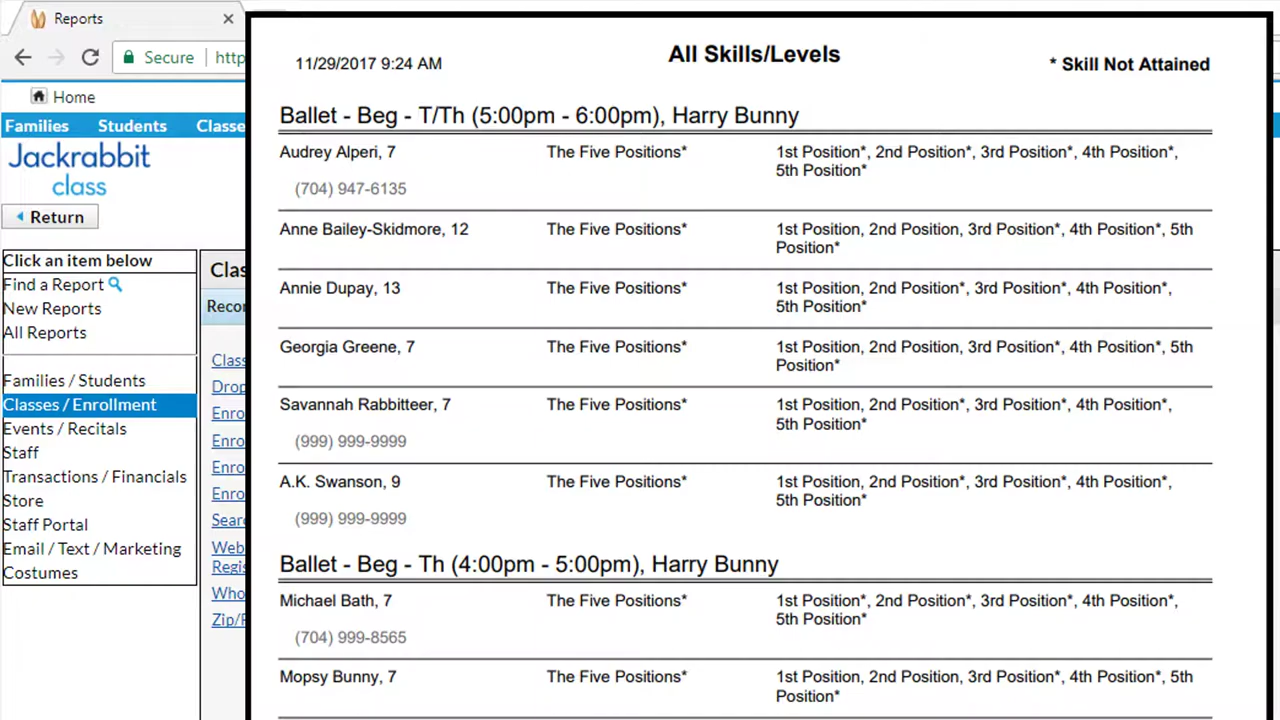 Reports
Secure | http
Home
Families Students Classe
Jackrabbit
class
Return
Click an item below
Find a Report
New Reports
All Reports
Families / Students
Classes / Enrollment
Events / Recitals
Staff
Transactions / Financials
Store
Staff Portal
Email / Text / Marketing
Costumes
Clas
Recor
Class
Drop
Enro
Enro
Enro
Enro
Sear
Web
Regis
Who
Zip/P
11/29/2017 9:24 AM
All Skills/Levels
* Skill Not Attained
Ballet - Beg - T/Th (5:00pm - 6:00pm), Harry Bunny
Audrey Alperi, 7 The Five Positions* 1st Position*, 2nd Position*, 3rd Position*, 4th Position*,
5th Position*
(704) 947-6135
Anne Bailey-Skidmore, 12 The Five Positions* 1st Position, 2nd Position, 3rd Position*, 4th Position*, 5th
Position*
Annie Dupay, 13 The Five Positions* 1st Position, 2nd Position*, 3rd Position*, 4th Position*,
5th Position*
Georgia Greene, 7 The Five Positions* 1st Position, 2nd Position, 3rd Position*, 4th Position*, 5th
Position*
Savannah Rabbitteer, 7 The Five Positions* 1st Position, 2nd Position*, 3rd Position*, 4th Position*,
5th Position*
(999) 999-9999
A.K. Swanson, 9 The Five Positions* 1st Position, 2nd Position*, 3rd Position*, 4th Position*,
5th Position*
(999) 999-9999
Ballet - Beg - Th (4:00pm - 5:00pm), Harry Bunny
Michael Bath, 7 The Five Positions* 1st Position*, 2nd Position*, 3rd Position*, 4th Position*,
5th Position*
(704) 999-8565
Mopsy Bunny, 7 The Five Positions* 1st Position, 2nd Position, 3rd Position*, 4th Position*, 5th
Position*